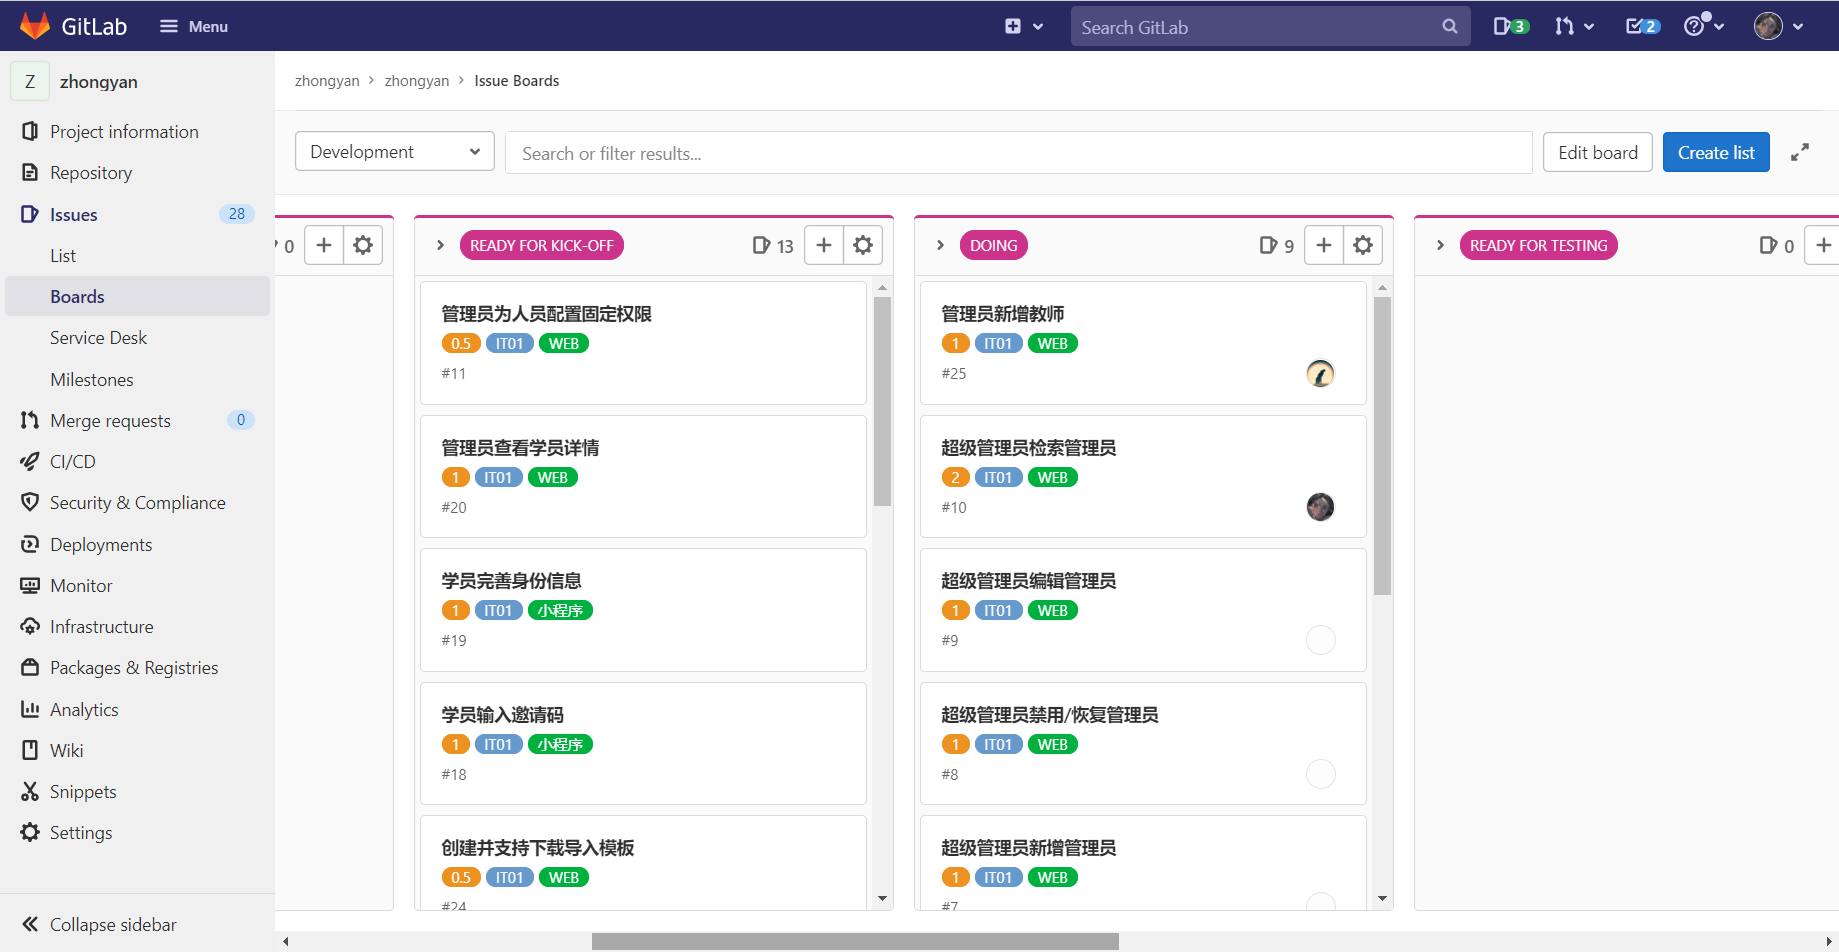 GitLab
Menu
Search GitLab
3
2
Z zhongyan
Project information
Repository
Issues 28
List
Boards
Service Desk
Milestones
Merge requests 0
CI/CD
Security & Compliance
Deployments
Monitor
Infrastructure
Packages & Registries
Analytics
Wiki
Snippets
Settings
Collapse sidebar
zhongyan > zhongyan > Issue Boards
Development
Search or filter results...
Edit board
Create list
0
READY FOR KICK-OFF 13
管理员为人员配置固定权限
0.5 IT01 WEB
#11
管理员查看学员详情
1 IT01 WEB
#20
学员完善身份信息
1 IT01 小程序
#19
学员输入邀请码
1 IT01 小程序
#18
创建并支持下载导入模板
0.5 IT01 WEB
#24
DOING 9
管理员新增教师
1 IT01 WEB
#25
超级管理员检索管理员
2 IT01 WEB
#10
超级管理员编辑管理员
1 IT01 WEB
#9
超级管理员禁用/恢复管理员
1 IT01 WEB
#8
超级管理员新增管理员
1 IT01 WEB
#7
READY FOR TESTING 0